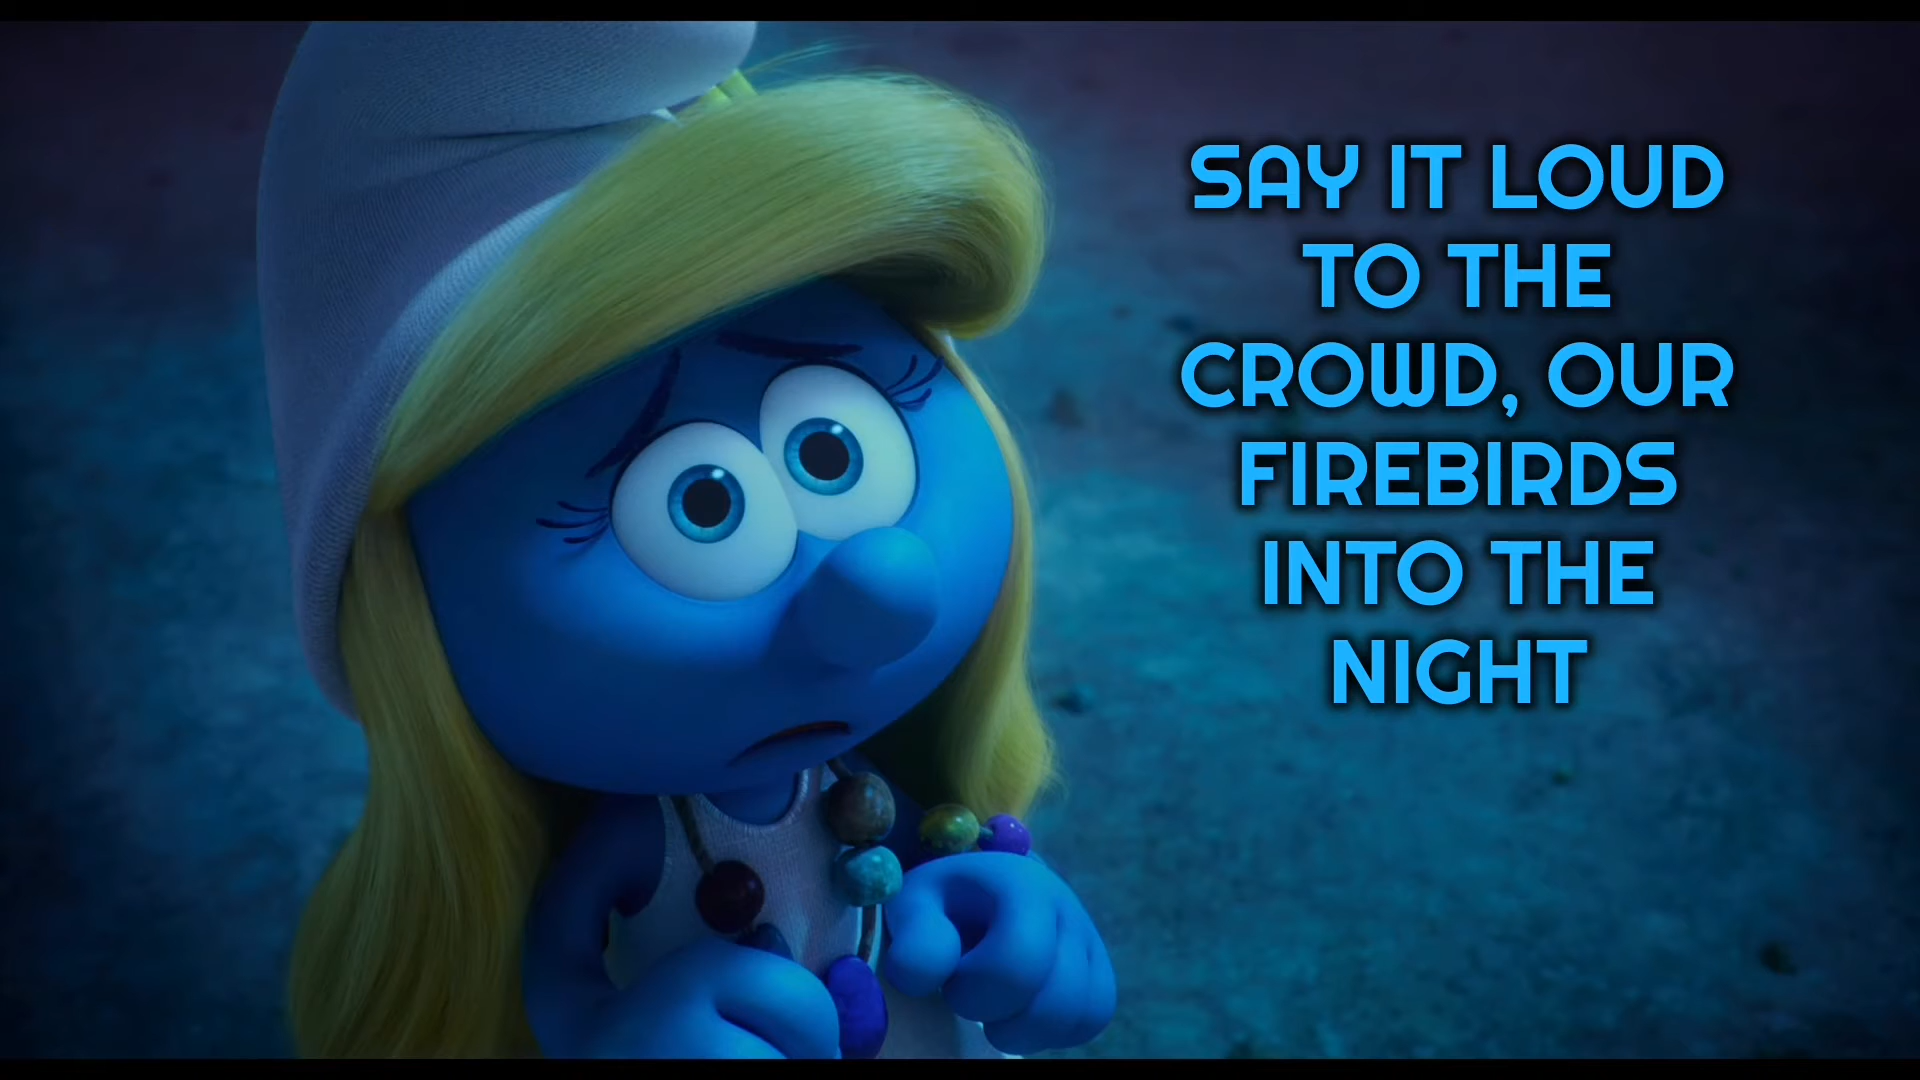 SAY IT LOUD
TO THE
CROWD, OUR
FIREBIRDS
INTO THE
NIGHT